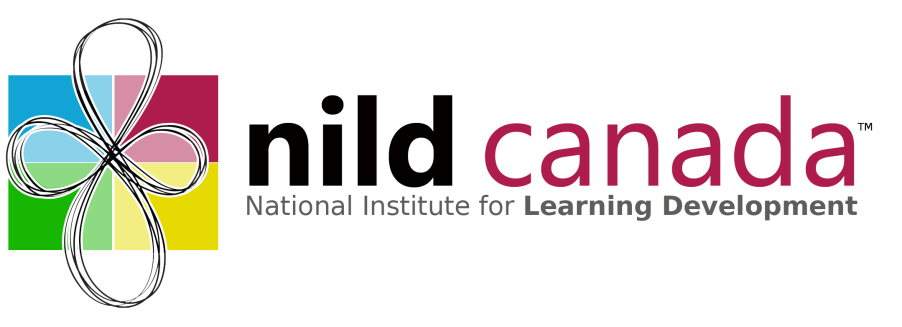 nild canada™
National Institute for Learning Development